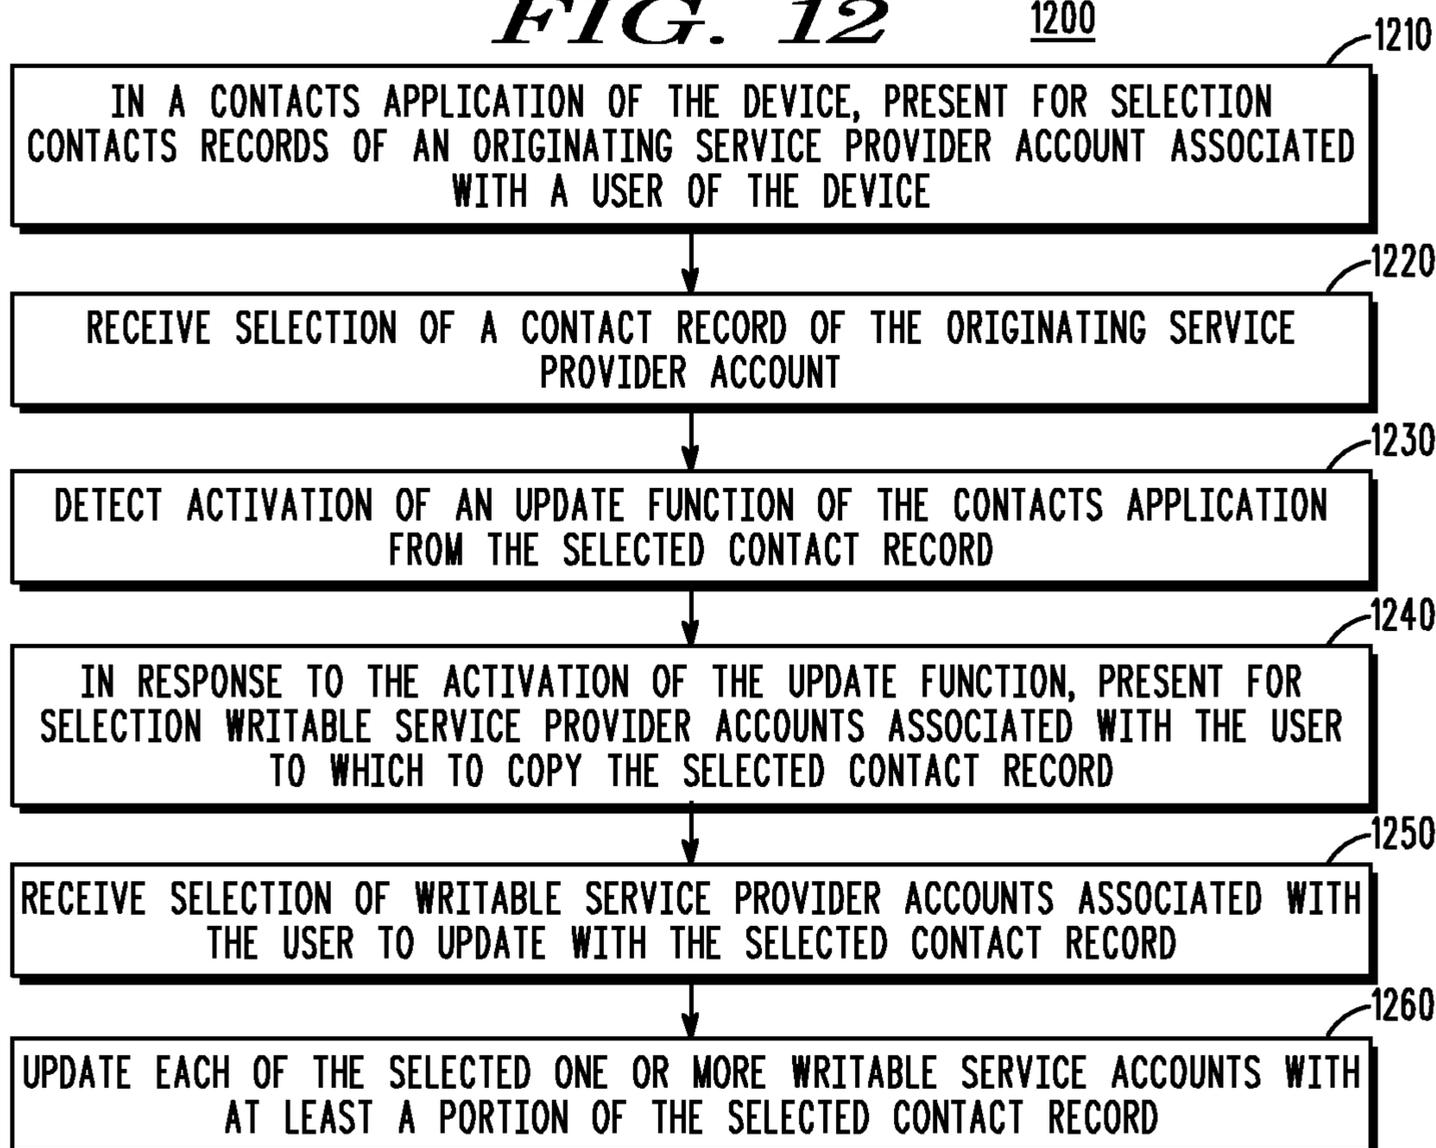 FIG. 12
1200
1210
IN A CONTACTS APPLICATION OF THE DEVICE, PRESENT FOR SELECTION
CONTACTS RECORDS OF AN ORIGINATING SERVICE PROVIDER ACCOUNT ASSOCIATED
WITH A USER OF THE DEVICE
1220
RECEIVE SELECTION OF A CONTACT RECORD OF THE ORIGINATING SERVICE
PROVIDER ACCOUNT
1230
DETECT ACTIVATION OF AN UPDATE FUNCTION OF THE CONTACTS APPLICATION
FROM THE SELECTED CONTACT RECORD
1240
IN RESPONSE TO THE ACTIVATION OF THE UPDATE FUNCTION, PRESENT FOR
SELECTION WRITABLE SERVICE PROVIDER ACCOUNTS ASSOCIATED WITH THE USER
TO WHICH TO COPY THE SELECTED CONTACT RECORD
1250
RECEIVE SELECTION OF WRITABLE SERVICE PROVIDER ACCOUNTS ASSOCIATED WITH
THE USER TO UPDATE WITH THE SELECTED CONTACT RECORD
1260
UPDATE EACH OF THE SELECTED ONE OR MORE WRITABLE SERVICE ACCOUNTS WITH
AT LEAST A PORTION OF THE SELECTED CONTACT RECORD